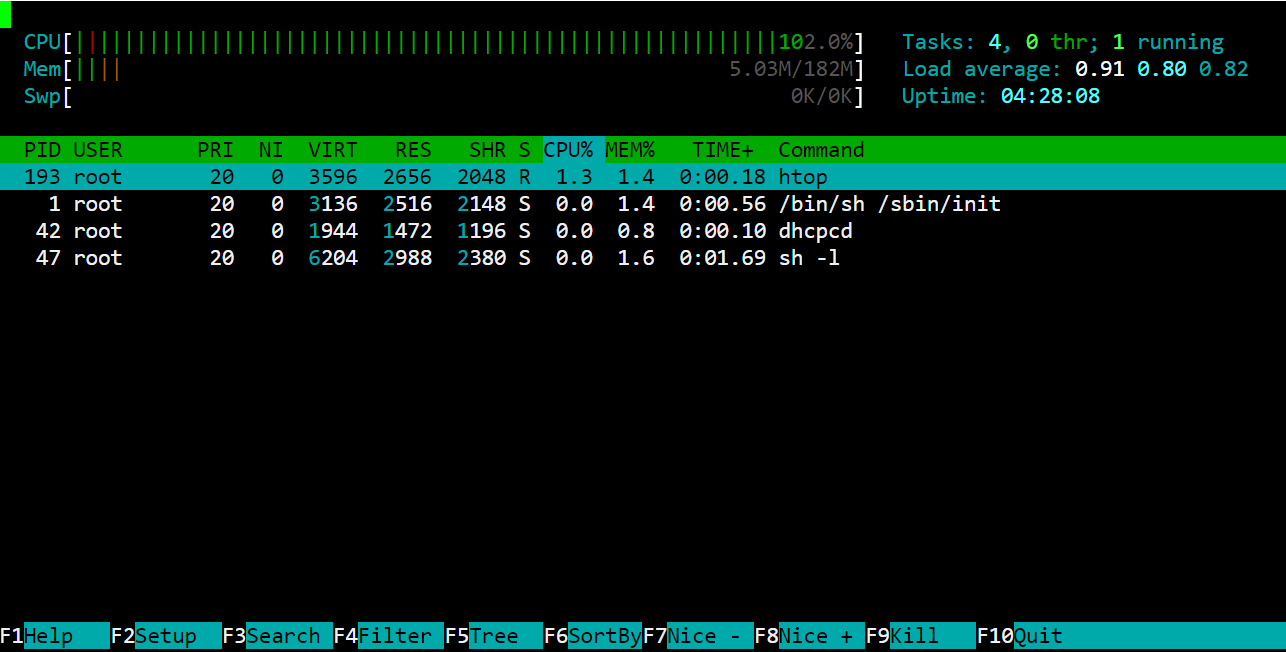 CPU[||||||||||||||||||||||||||||||||||||||||||||||||||||||||||102.0%] Tasks: 4, 0 thr; 1 running
Mem[|||| 5.03M/182M] Load average: 0.91 0.80 0.82
Swp[ 0K/0K] Uptime: 04:28:08
PID USER PRI NI VIRT RES SHR S CPU% MEM% TIME+ Command
193 root 20 0 3596 2656 2048 R 1.3 1.4 0:00.18 htop
1 root 20 0 3136 2516 2148 S 0.0 1.4 0:00.56 /bin/sh /sbin/init
42 root 20 0 1944 1472 1196 S 0.0 0.8 0:00.10 dhcpcd
47 root 20 0 6204 2988 2380 S 0.0 1.6 0:01.69 sh -l
F1Help F2Setup F3Search F4Filter F5Tree F6SortByF7Nice - F8Nice + F9Kill F10Quit